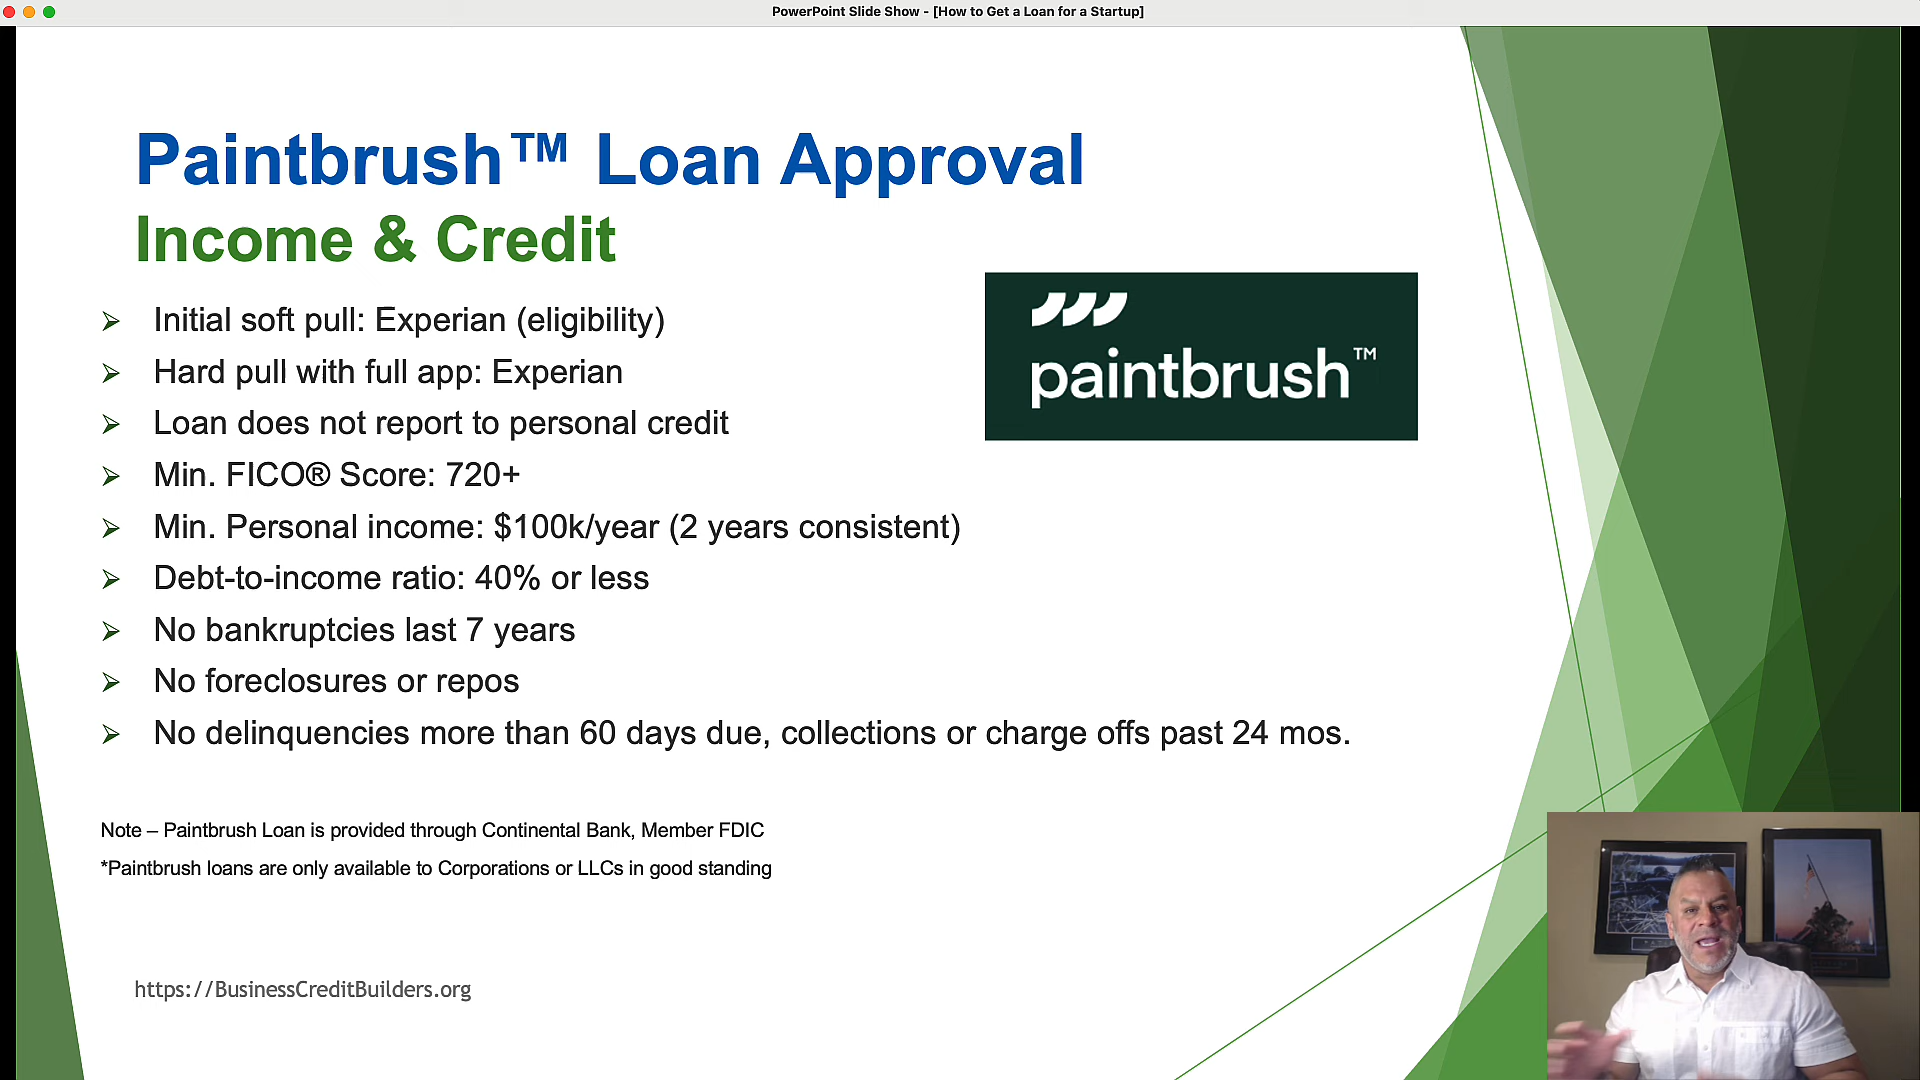 PowerPoint Slide Show - [How to Get a Loan for a Startup]
Paintbrush™ Loan Approval
Income & Credit
Initial soft pull: Experian (eligibility)
Hard pull with full app: Experian
Loan does not report to personal credit
Min. FICO® Score: 720+
Min. Personal income: $100k/year (2 years consistent)
Debt-to-income ratio: 40% or less
No bankruptcies last 7 years
No foreclosures or repos
No delinquencies more than 60 days due, collections or charge offs past 24 mos.
paintbrush™
Note – Paintbrush Loan is provided through Continental Bank, Member FDIC
*Paintbrush loans are only available to Corporations or LLCs in good standing
https://BusinessCreditBuilders.org